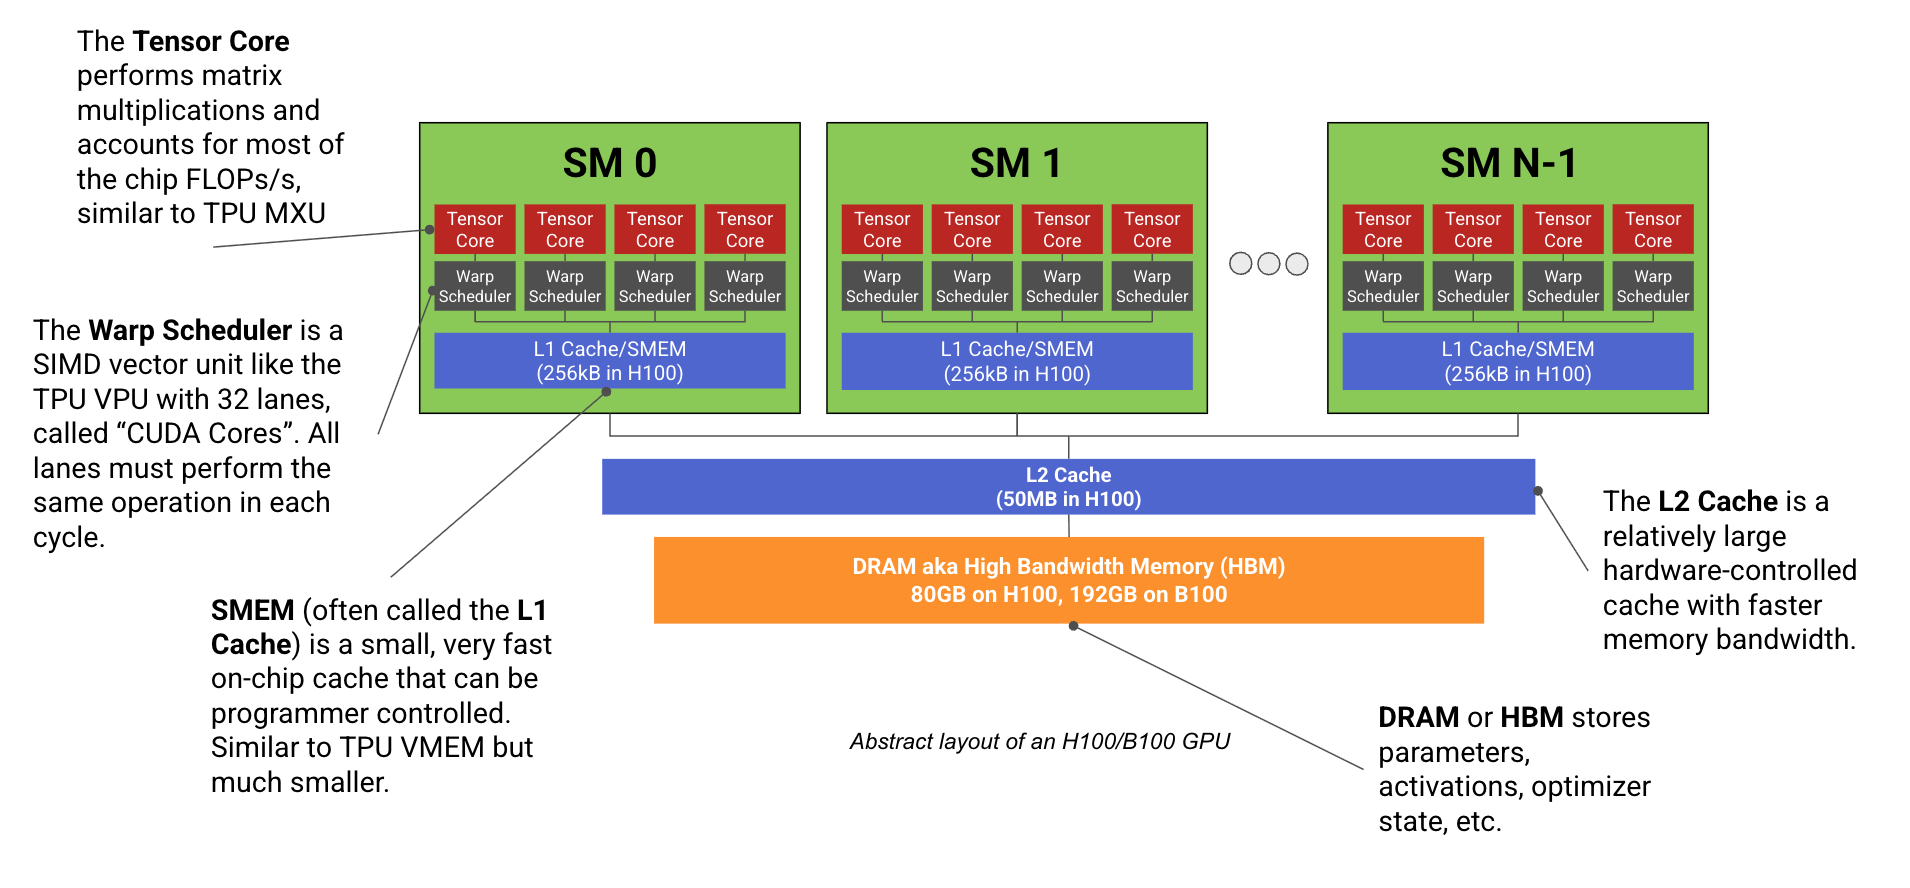 The Tensor Core
performs matrix
multiplications and
accounts for most of
the chip FLOPs/s,
similar to TPU MXU
The Warp Scheduler is a
SIMD vector unit like the
TPU VPU with 32 lanes,
called “CUDA Cores”. All
lanes must perform the
same operation in each
cycle.
SM 0
Tensor Core
Tensor Core
Tensor Core
Tensor Core
Warp Scheduler
Warp Scheduler
Warp Scheduler
Warp Scheduler
L1 Cache/SMEM
(256kB in H100)
SM 1
Tensor Core
Tensor Core
Tensor Core
Tensor Core
Warp Scheduler
Warp Scheduler
Warp Scheduler
Warp Scheduler
L1 Cache/SMEM
(256kB in H100)
SM N-1
Tensor Core
Tensor Core
Tensor Core
Tensor Core
Warp Scheduler
Warp Scheduler
Warp Scheduler
Warp Scheduler
L1 Cache/SMEM
(256kB in H100)
L2 Cache
(50MB in H100)
DRAM aka High Bandwidth Memory (HBM)
80GB on H100, 192GB on B100
The L2 Cache is a
relatively large
hardware-controlled
cache with faster
memory bandwidth.
SMEM (often called the L1
Cache) is a small, very fast
on-chip cache that can be
programmer controlled.
Similar to TPU VMEM but
much smaller.
Abstract layout of an H100/B100 GPU
DRAM or HBM stores
parameters,
activations, optimizer
state, etc.